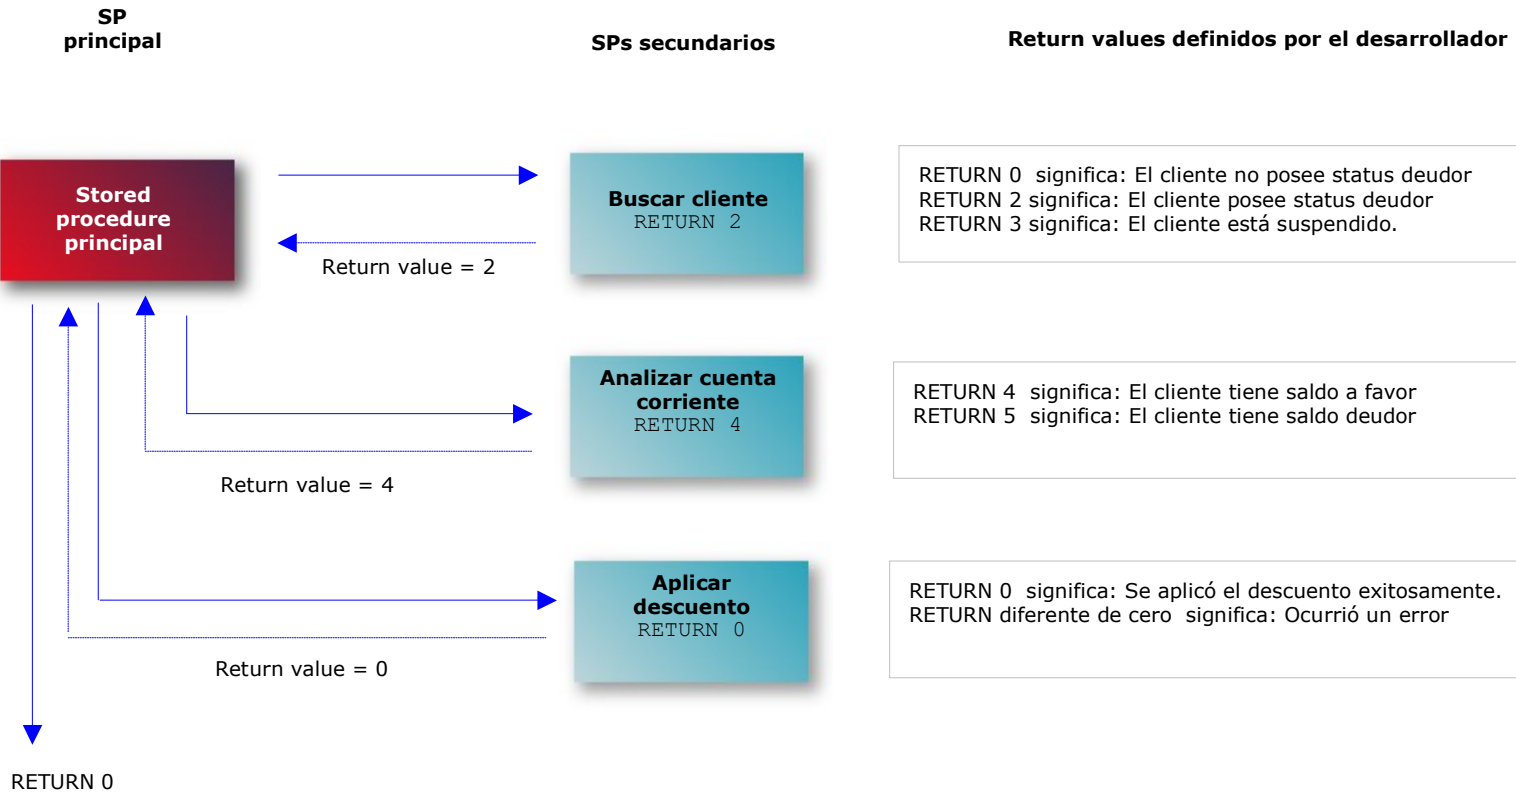 SP
principal
SPs secundarios
Return values definidos por el desarrollador
Stored
procedure
principal
Buscar cliente
RETURN 2
Return value = 2
RETURN 0 significa: El cliente no posee status deudor
RETURN 2 significa: El cliente posee status deudor
RETURN 3 significa: El cliente está suspendido.
Analizar cuenta
corriente
RETURN 4
Return value = 4
RETURN 4 significa: El cliente tiene saldo a favor
RETURN 5 significa: El cliente tiene saldo deudor
Aplicar
descuento
RETURN 0
Return value = 0
RETURN 0 significa: Se aplicó el descuento exitosamente.
RETURN diferente de cero significa: Ocurrió un error
RETURN 0